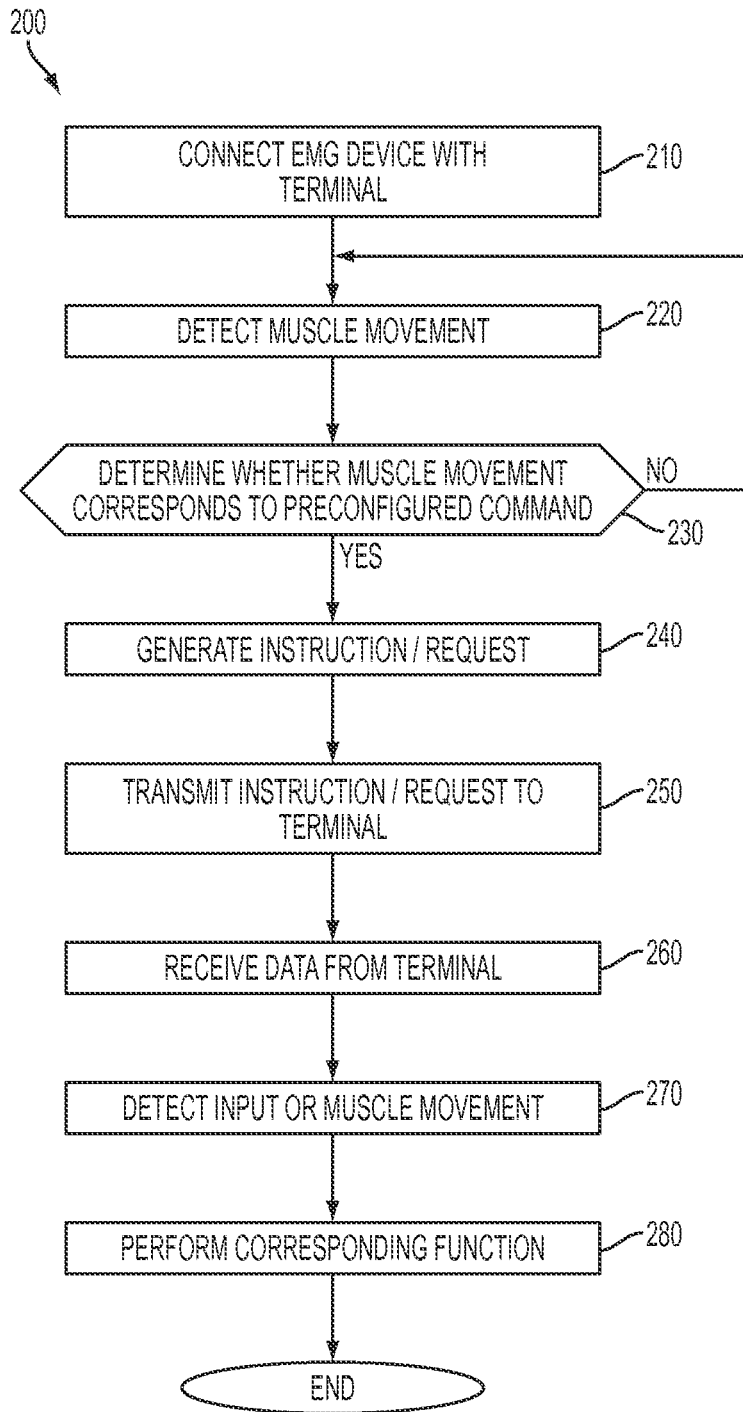 200
CONNECT EMG DEVICE WITH
TERMINAL
210
DETECT MUSCLE MOVEMENT
220
DETERMINE WHETHER MUSCLE MOVEMENT
CORRESPONDS TO PRECONFIGURED COMMAND
NO
230
YES
GENERATE INSTRUCTION / REQUEST
240
TRANSMIT INSTRUCTION / REQUEST TO
TERMINAL
250
RECEIVE DATA FROM TERMINAL
260
DETECT INPUT OR MUSCLE MOVEMENT
270
PERFORM CORRESPONDING FUNCTION
280
END